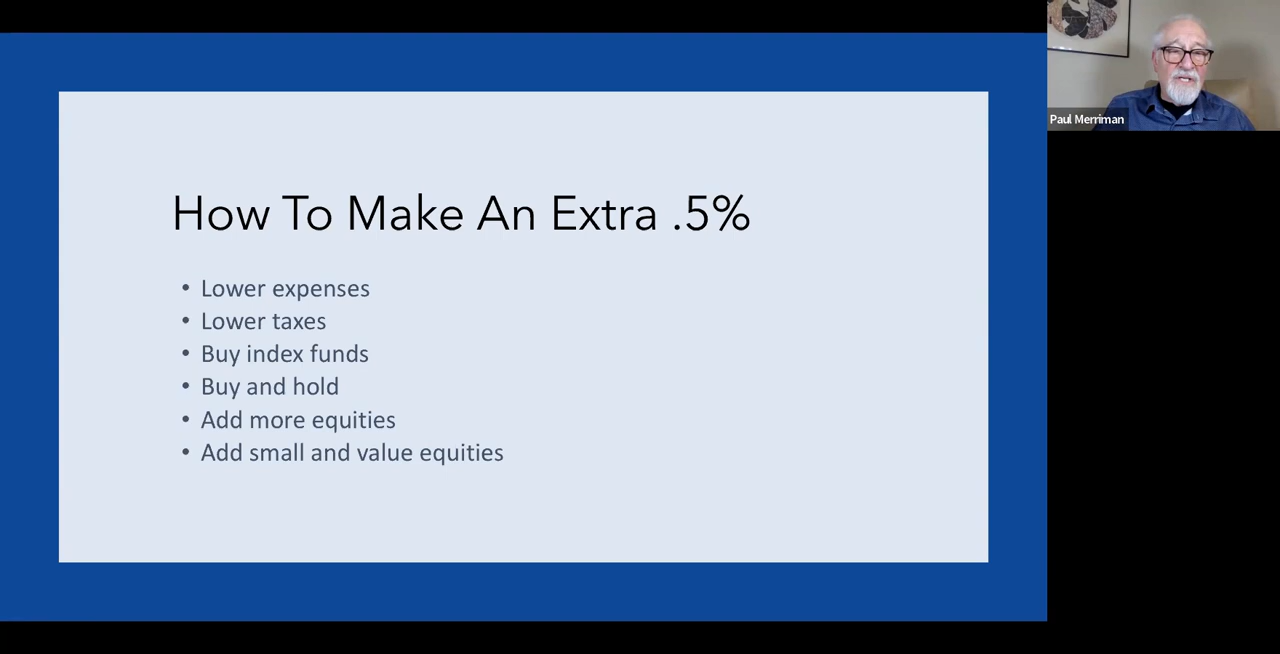 How To Make An Extra .5%
• Lower expenses
• Lower taxes
• Buy index funds
• Buy and hold
• Add more equities
• Add small and value equities
Paul Merriman